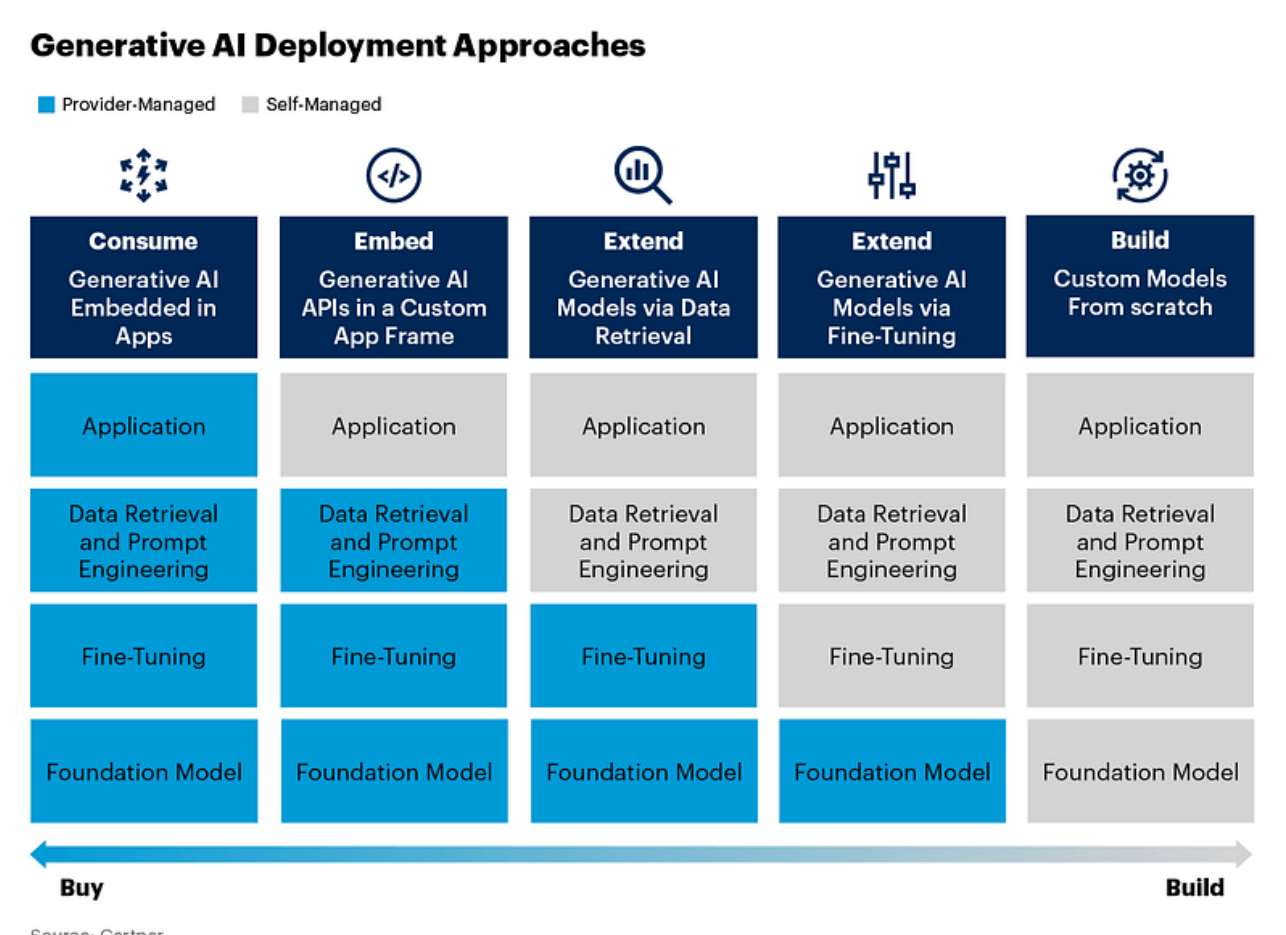 Generative AI Deployment Approaches
Provider-Managed Self-Managed
</>
Consume
Generative AI
Embedded in
Apps
Embed
Generative AI
APIs in a Custom
App Frame
Extend
Generative AI
Models via Data
Retrieval
Extend
Generative AI
Models via
Fine-Tuning
Build
Custom Models
From scratch
Application
Application
Application
Application
Application
Data Retrieval
and Prompt
Engineering
Data Retrieval
and Prompt
Engineering
Data Retrieval
and Prompt
Engineering
Data Retrieval
and Prompt
Engineering
Data Retrieval
and Prompt
Engineering
Fine-Tuning
Fine-Tuning
Fine-Tuning
Fine-Tuning
Fine-Tuning
Foundation Model
Foundation Model
Foundation Model
Foundation Model
Foundation Model
Buy
Build
Source: Gartner